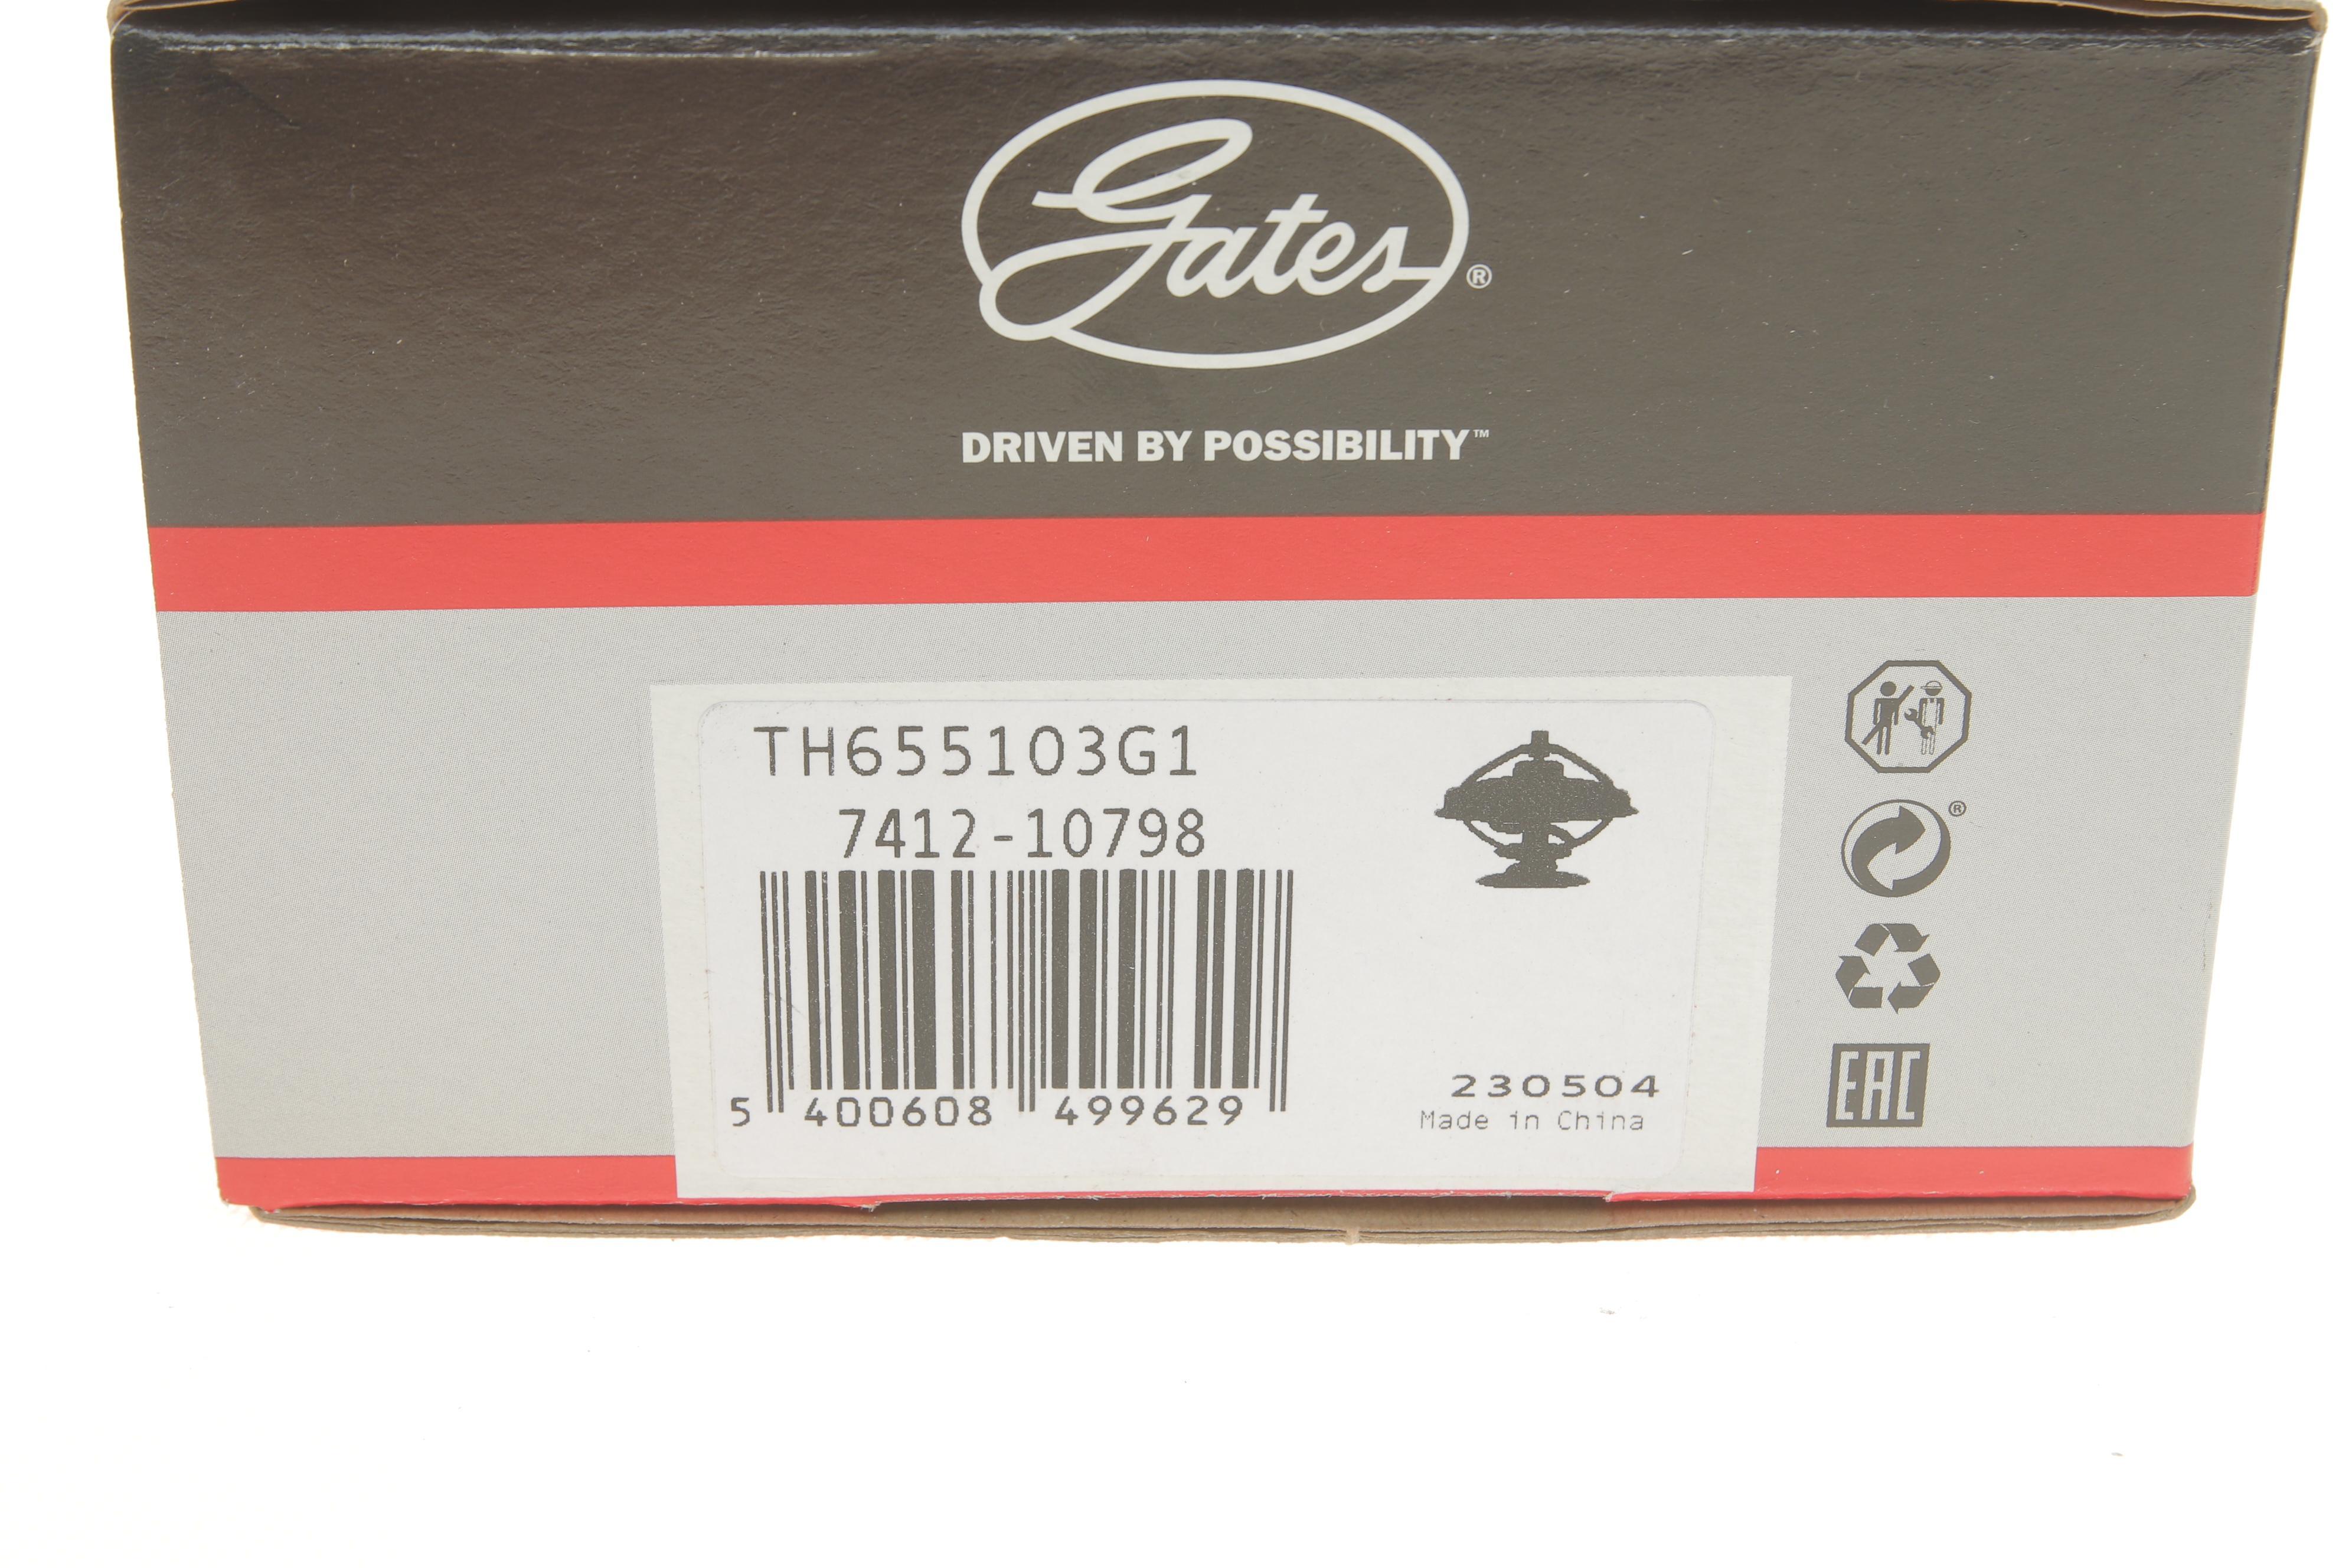 Gates®
DRIVEN BY POSSIBILITY™
TH655103G1
7412-10798
5 400608 499629
230504
Made in China
®
EAC